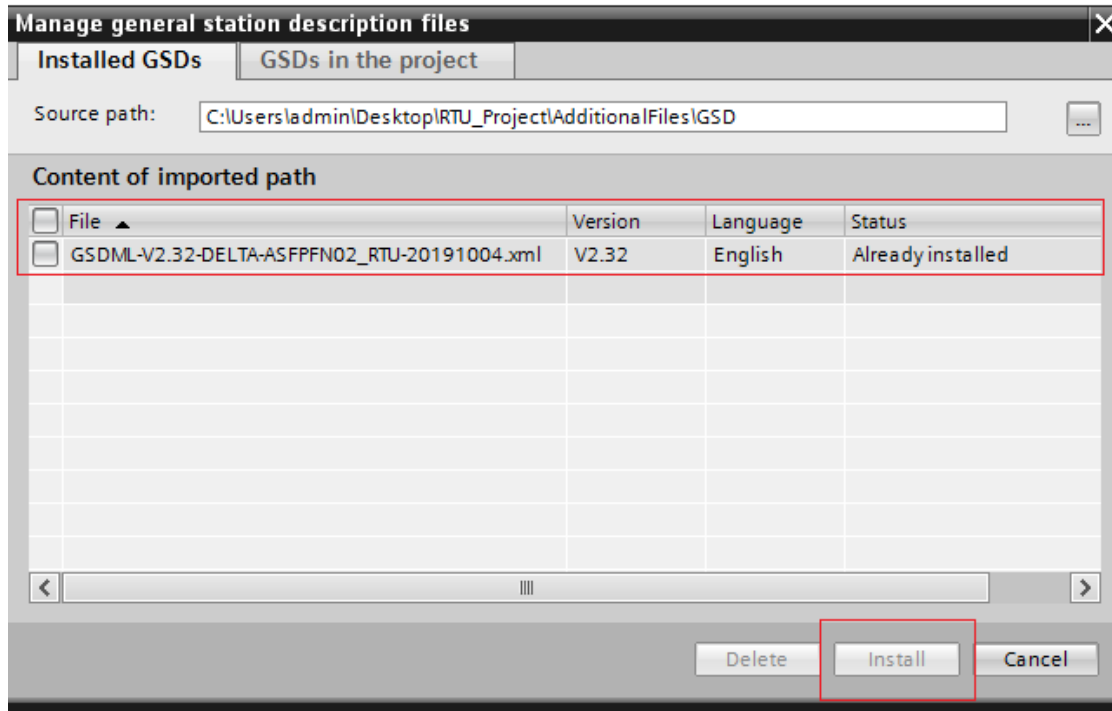 Manage general station description files
Installed GSDs GSDs in the project
Source path: C:\Users\admin\Desktop\RTU_Project\AdditionalFiles\GSD ...
Content of imported path
File Version Language Status
GSDML-V2.32-DELTA-ASFPFN02_RTU-20191004.xml V2.32 English Already installed
Delete Install Cancel